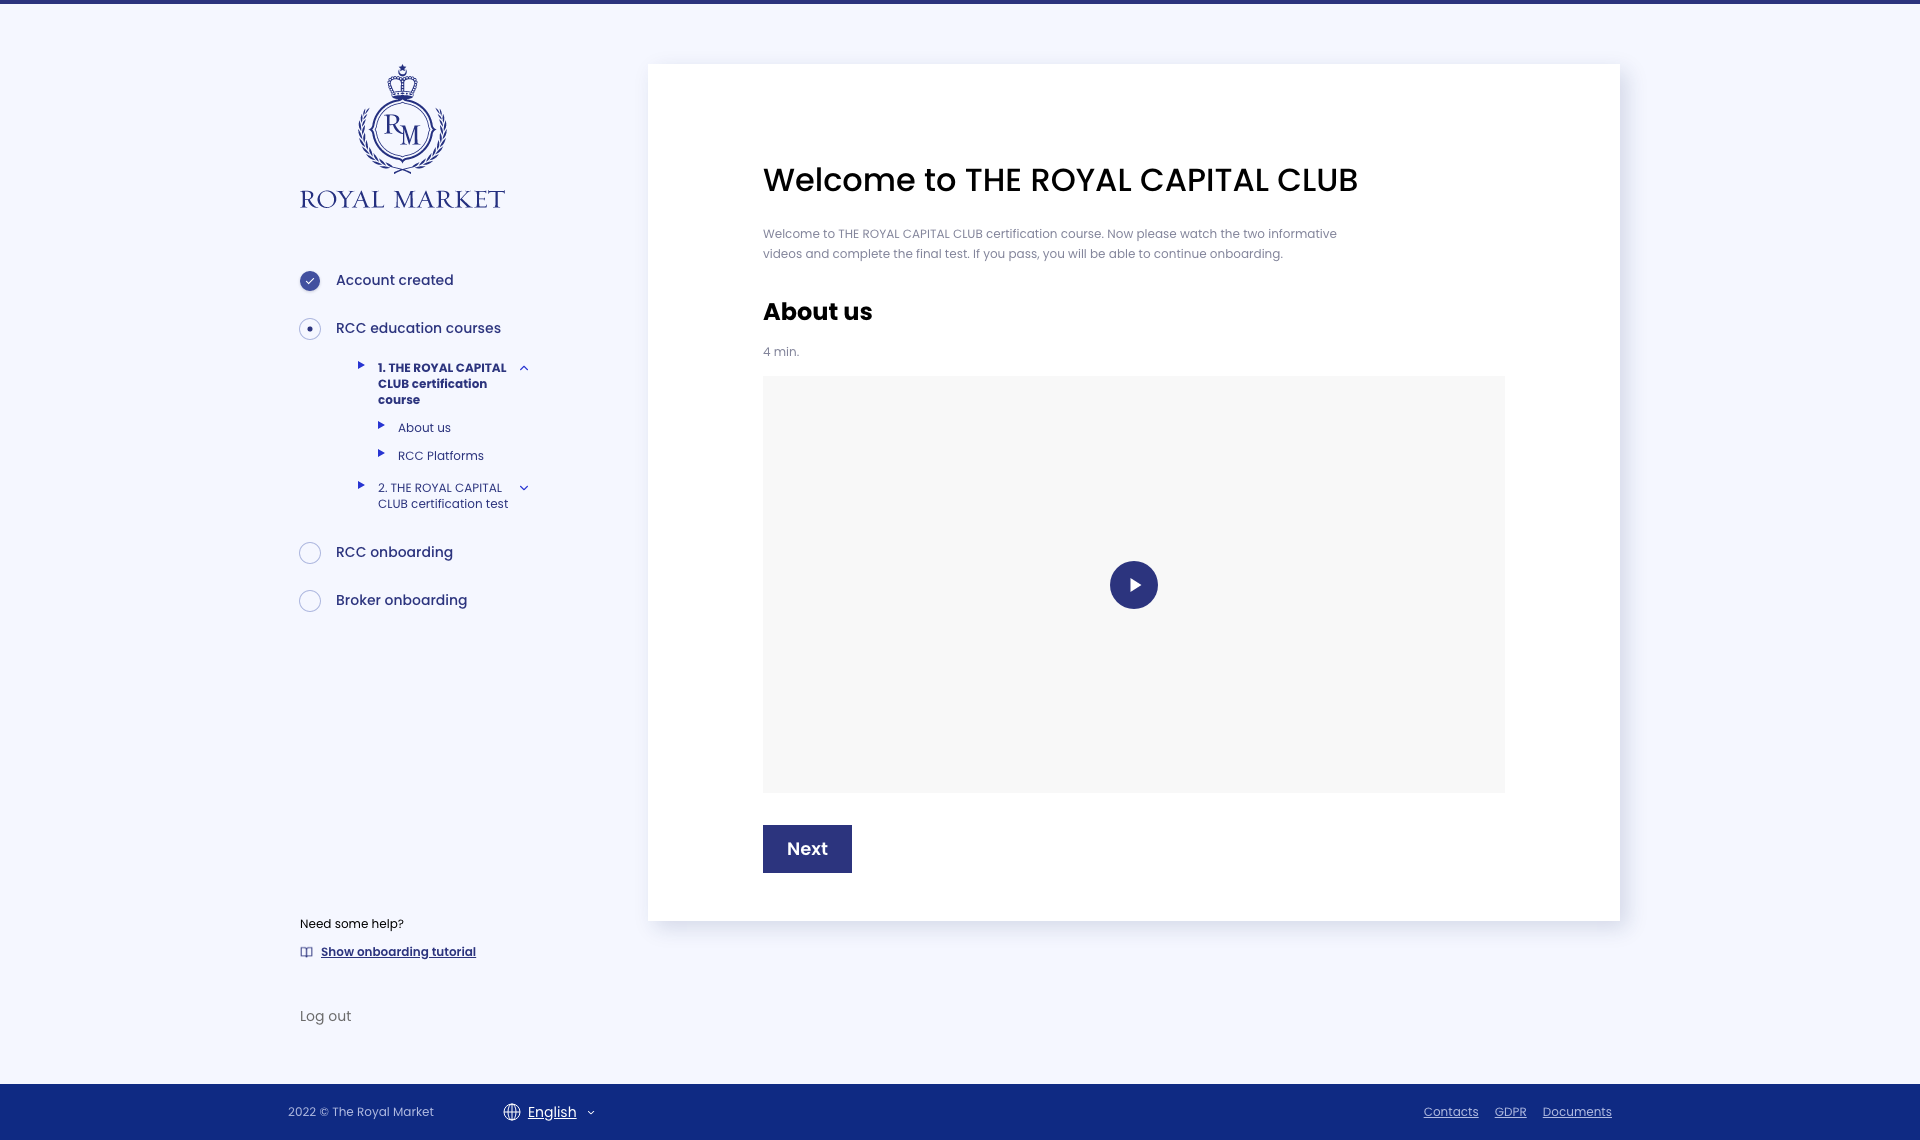 RM
ROYAL MARKET
Account created
RCC education courses
1. THE ROYAL CAPITAL
CLUB certification
course
About us
RCC Platforms
2. THE ROYAL CAPITAL
CLUB certification test
RCC onboarding
Broker onboarding
Need some help?
Show onboarding tutorial
Log out
Welcome to THE ROYAL CAPITAL CLUB
Welcome to THE ROYAL CAPITAL CLUB certification course. Now please watch the two informative
videos and complete the final test. If you pass, you will be able to continue onboarding.
About us
4 min.
Next
2022 © The Royal Market
English
Contacts
GDPR
Documents